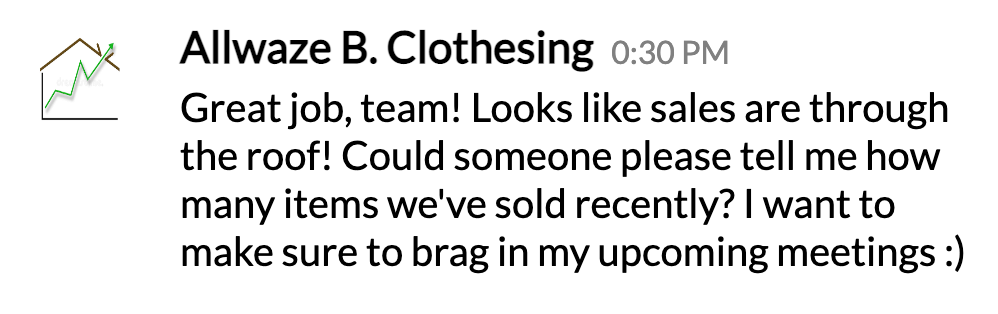 Allwaze B. Clothesing 0:30 PM
Great job, team! Looks like sales are through
the roof! Could someone please tell me how
many items we've sold recently? I want to
make sure to brag in my upcoming meetings :)